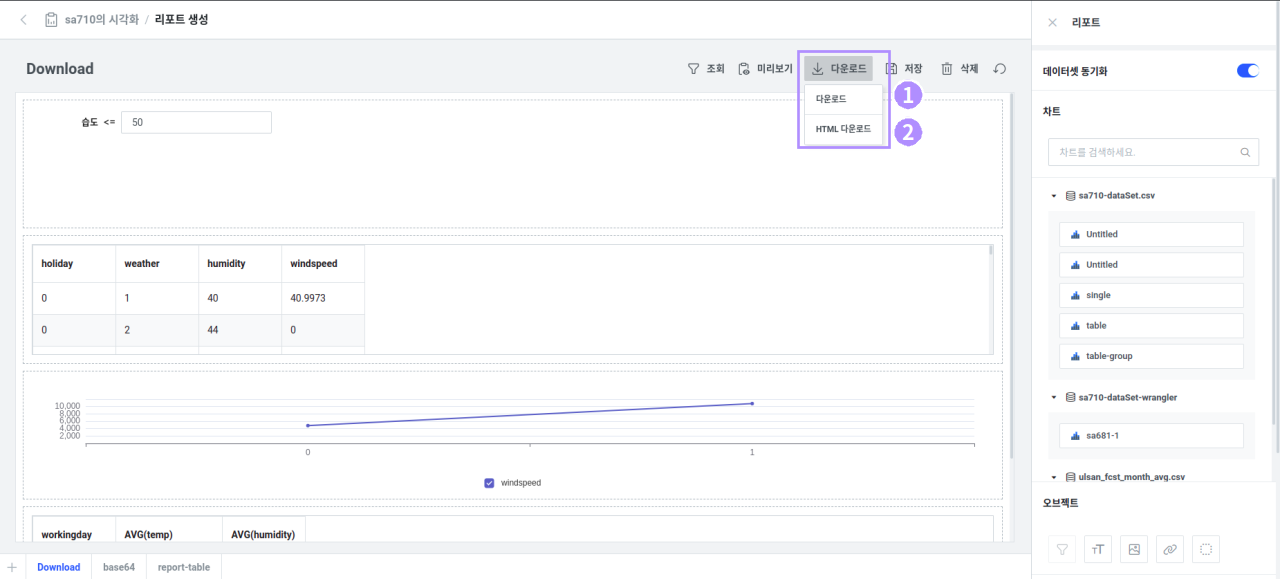 sa710의 시각화 / 리포트 생성
Download
조회 미리보기 다운로드 저장 삭제
다운로드 1
HTML 다운로드 2
습도 <= 50
holiday weather humidity windspeed
0 1 40 40.9973
0 2 44 0
10,000
8,000
6,000
4,000
2,000
0 1
windspeed
workingday AVG(temp) AVG(humidity)
+ Download base64 report-table
리포트
데이터셋 동기화
차트
차트를 검색하세요.
sa710-dataSet.csv
Untitled
Untitled
single
table
table-group
sa710-dataSet-wrangler
sa681-1
ulsan_fcst_month_avg.csv
오브젝트
TT